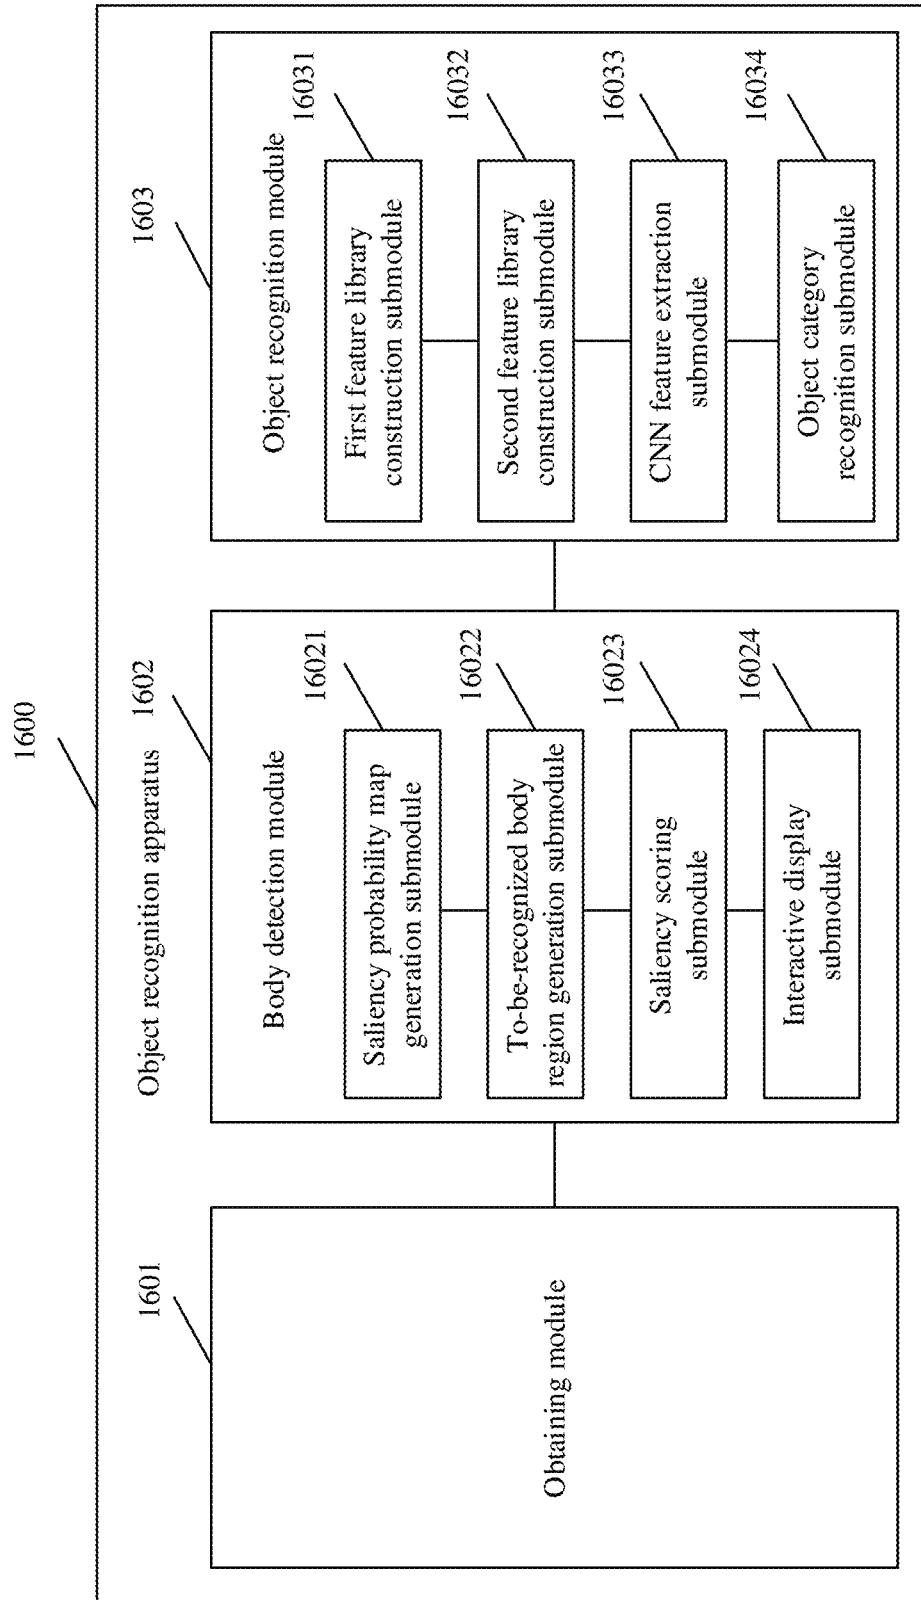 1600
Object recognition apparatus
1601
Obtaining module
1602
Body detection module
16021
Saliency probability map
generation submodule
16022
To-be-recognized body
region generation submodule
16023
Saliency scoring
submodule
16024
Interactive display
submodule
1603
Object recognition module
16031
First feature library
construction submodule
16032
Second feature library
construction submodule
16033
CNN feature extraction
submodule
16034
Object category
recognition submodule